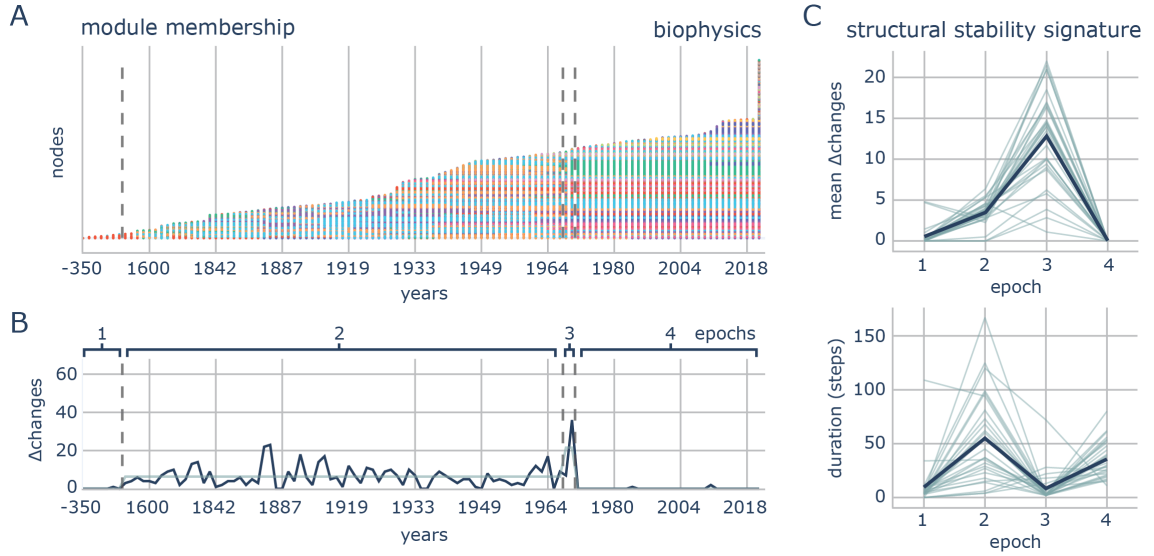 A
module membership
biophysics
nodes
-350 1600 1842 1887 1919 1933 1949 1964 1980 2004 2018
years
B
1 2 3 4 epochs
Δchanges
60
40
20
0
-350 1600 1842 1887 1919 1933 1949 1964 1980 2004 2018
years
C
structural stability signature
mean Δchanges
20
15
10
5
0
1 2 3 4
epoch
duration (steps)
150
100
50
0
1 2 3 4
epoch